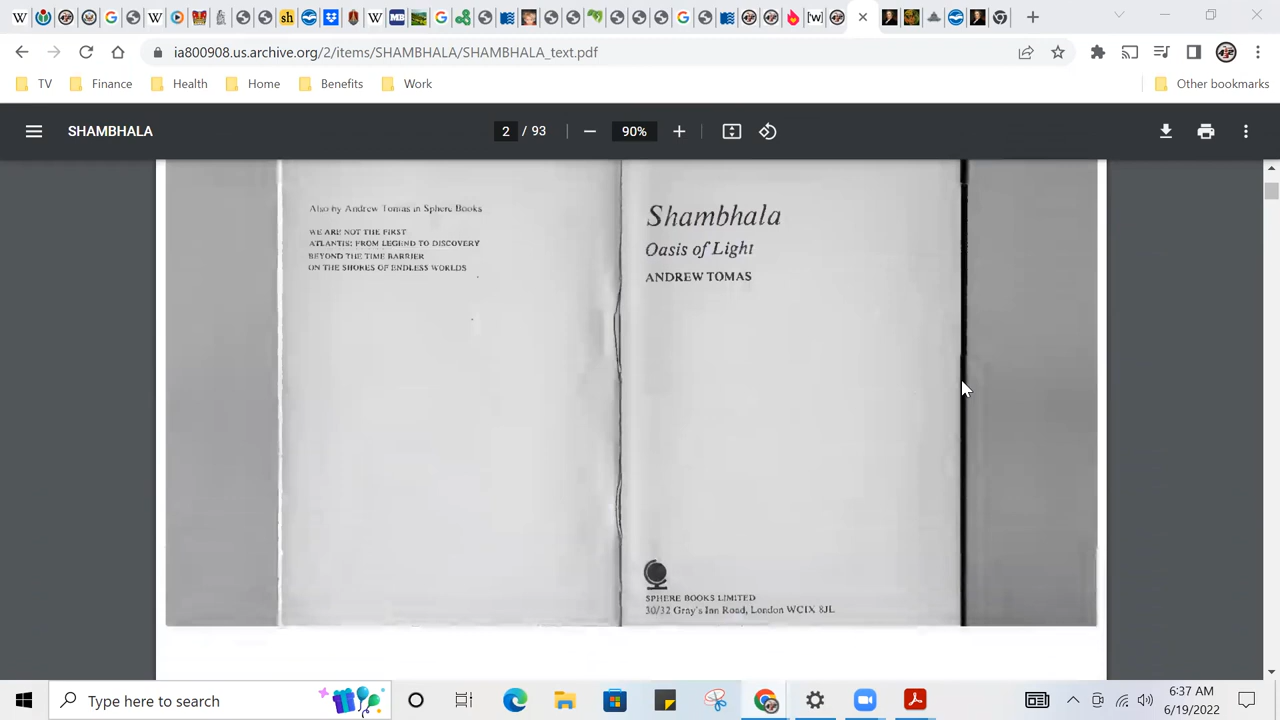 ia800908.us.archive.org/2/items/SHAMBHALA/SHAMBHALA_text.pdf
TV
Finance
Health
Home
Benefits
Work
Other bookmarks
SHAMBHALA
2 / 93
90%
Also by Andrew Tomas in Sphere Books
WE ARE NOT THE FIRST
ATLANTIS: FROM LEGEND TO DISCOVERY
BEYOND THE TIME BARRIER
ON THE SHORES OF ENDLESS WORLDS
Shambhala
Oasis of Light
ANDREW TOMAS
SPHERE BOOKS LIMITED
30/32 Gray's Inn Road, London WC1X 8JL
Type here to search
6:37 AM
6/19/2022